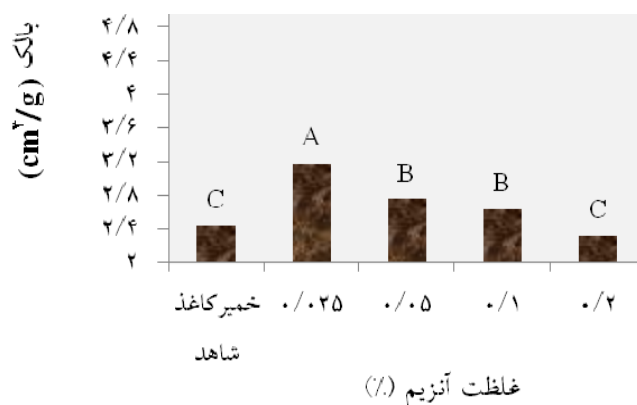 بالک (cm³/g))
۴/۸
۴/۴
۴
۳/۶
۳/۲
۲/۸
۲/۴
۲
C
A
B
B
C
خمیرکاغذ شاهد
۰/۰۲۵
۰/۰۵
۰/۱
۰/۲
غلظت آنزیم (٪)